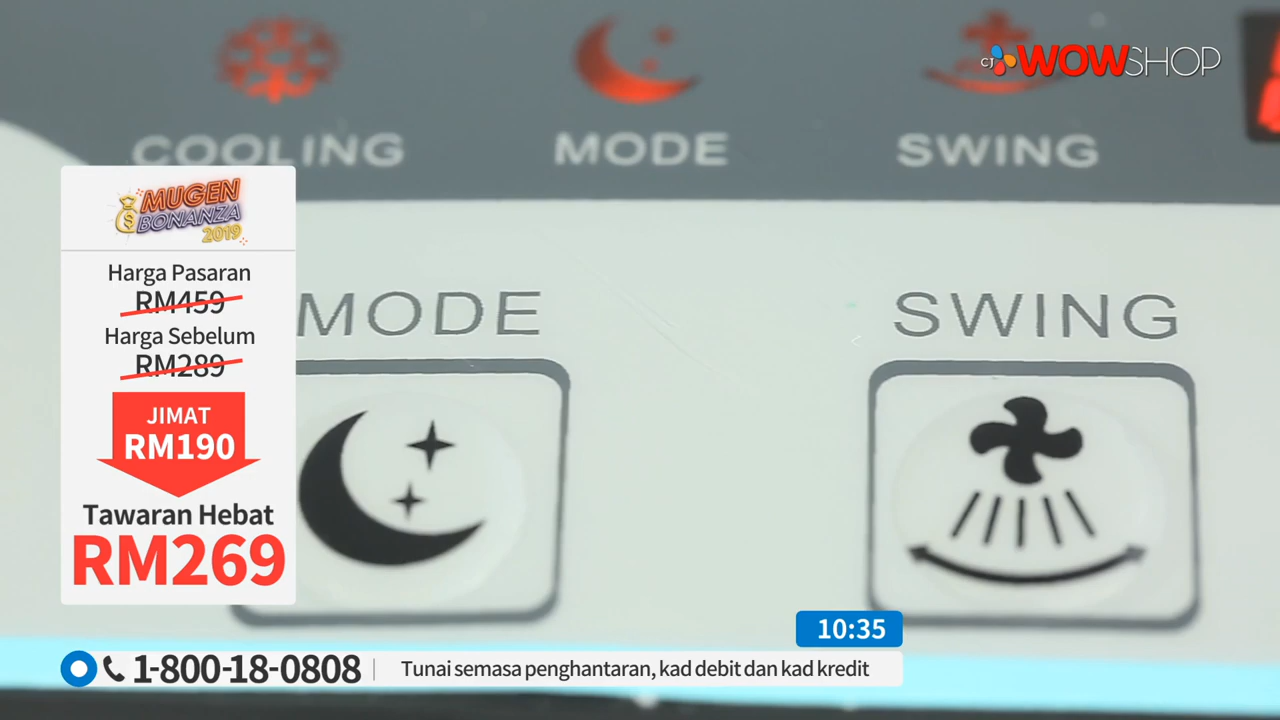 CJ WOWSHOP
COOLING
MODE
SWING
MUGEN
BONANZA
2019
Harga Pasaran
RM459
Harga Sebelum
RM289
JIMAT
RM190
Tawaran Hebat
RM269
MODE
SWING
10:35
1-800-18-0808
Tunai semasa penghantaran, kad debit dan kad kredit